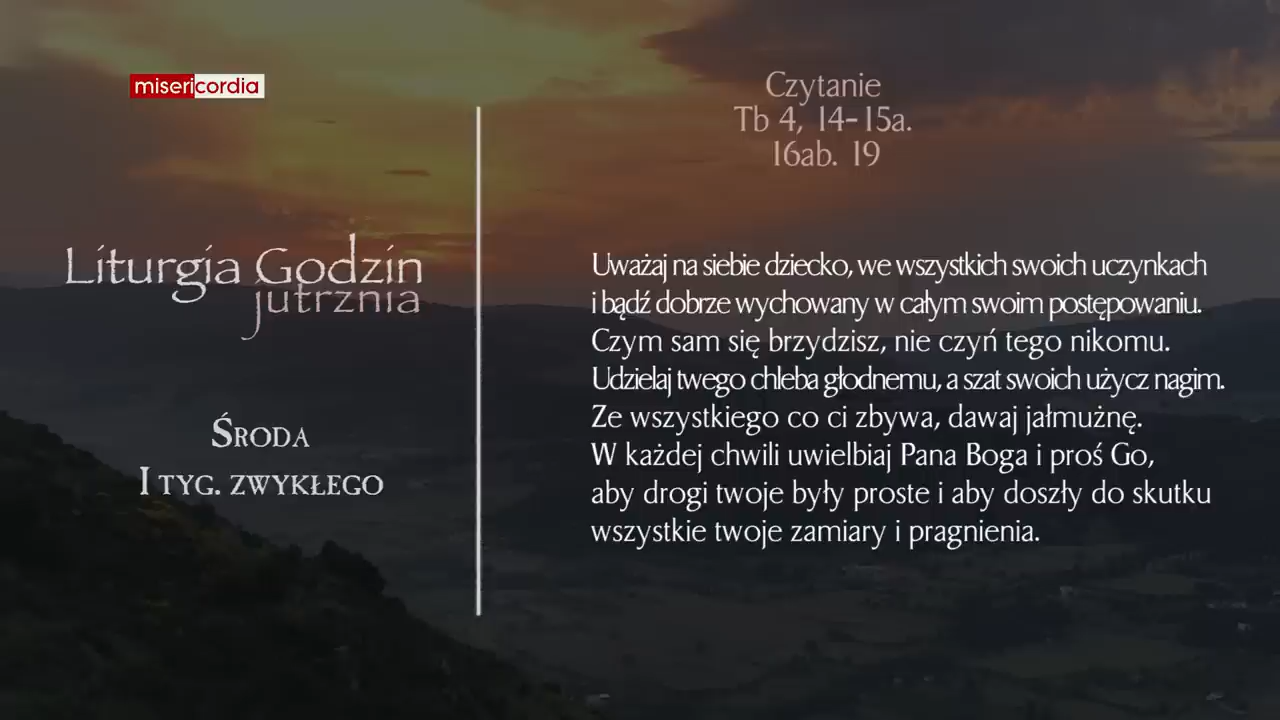 misericordia
Liturgia Godzin
jutrznia
Środa
I tyg. zwykłego
Czytanie
Tb 4, 14-15a.
16ab. 19
Uważaj na siebie dziecko, we wszystkich swoich uczynkach
i bądź dobrze wychowany w całym swoim postępowaniu.
Czym sam się brzydzisz, nie czyń tego nikomu.
Udzielaj twego chleba głodnemu, a szat swoich użycz nagim.
Ze wszystkiego co ci zbywa, dawaj jałmużnę.
W każdej chwili uwielbiaj Pana Boga i proś Go,
aby drogi twoje były proste i aby doszły do skutku
wszystkie twoje zamiary i pragnienia.